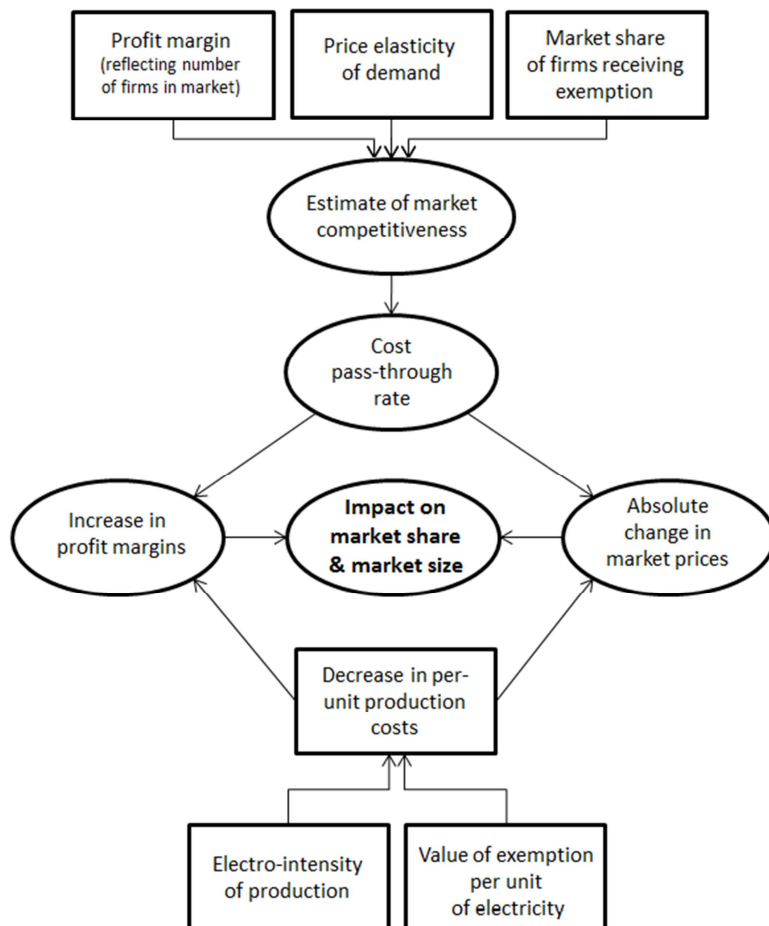 Profit margin
(reflecting number
of firms in market)
Price elasticity
of demand
Market share
of firms receiving
exemption
Estimate of market
competitiveness
Cost
pass-through
rate
Increase in
profit margins
Impact on
market share
& market size
Absolute
change in
market prices
Decrease in per-
unit production
costs
Electro-intensity
of production
Value of exemption
per unit
of electricity